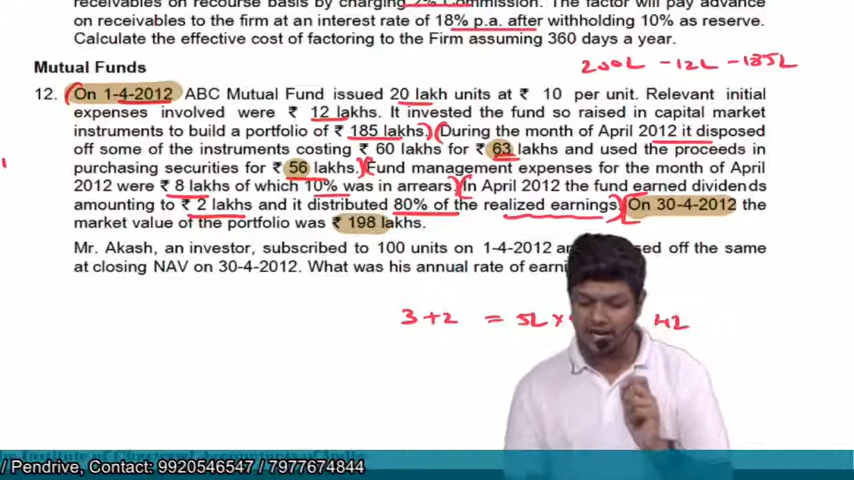 receivables on recourse basis by charging 2% Commission. The factor will pay advance
on receivables to the firm at an interest rate of 18% p.a. after withholding 10% as reserve.
Calculate the effective cost of factoring to the Firm assuming 360 days a year.
200L - 12L - 185L
Mutual Funds
12. On 1-4-2012 ABC Mutual Fund issued 20 lakh units at ₹ 10 per unit. Relevant initial
expenses involved were ₹ 12 lakhs. It invested the fund so raised in capital market
instruments to build a portfolio of ₹ 185 lakhs. During the month of April 2012 it disposed
off some of the instruments costing ₹ 60 lakhs for ₹ 63 lakhs and used the proceeds in
purchasing securities for ₹ 56 lakhs. Fund management expenses for the month of April
2012 were ₹ 8 lakhs of which 10% was in arrears. In April 2012 the fund earned dividends
amounting to ₹ 2 lakhs and it distributed 80% of the realized earnings. On 30-4-2012 the
market value of the portfolio was ₹ 198 lakhs.
Mr. Akash, an investor, subscribed to 100 units on 1-4-2012 off the same
at closing NAV on 30-4-2012. What was his annual rate of
3+2 = 5L × 4L
/ Pendrive, Contact: 9920546547 / 7977674844